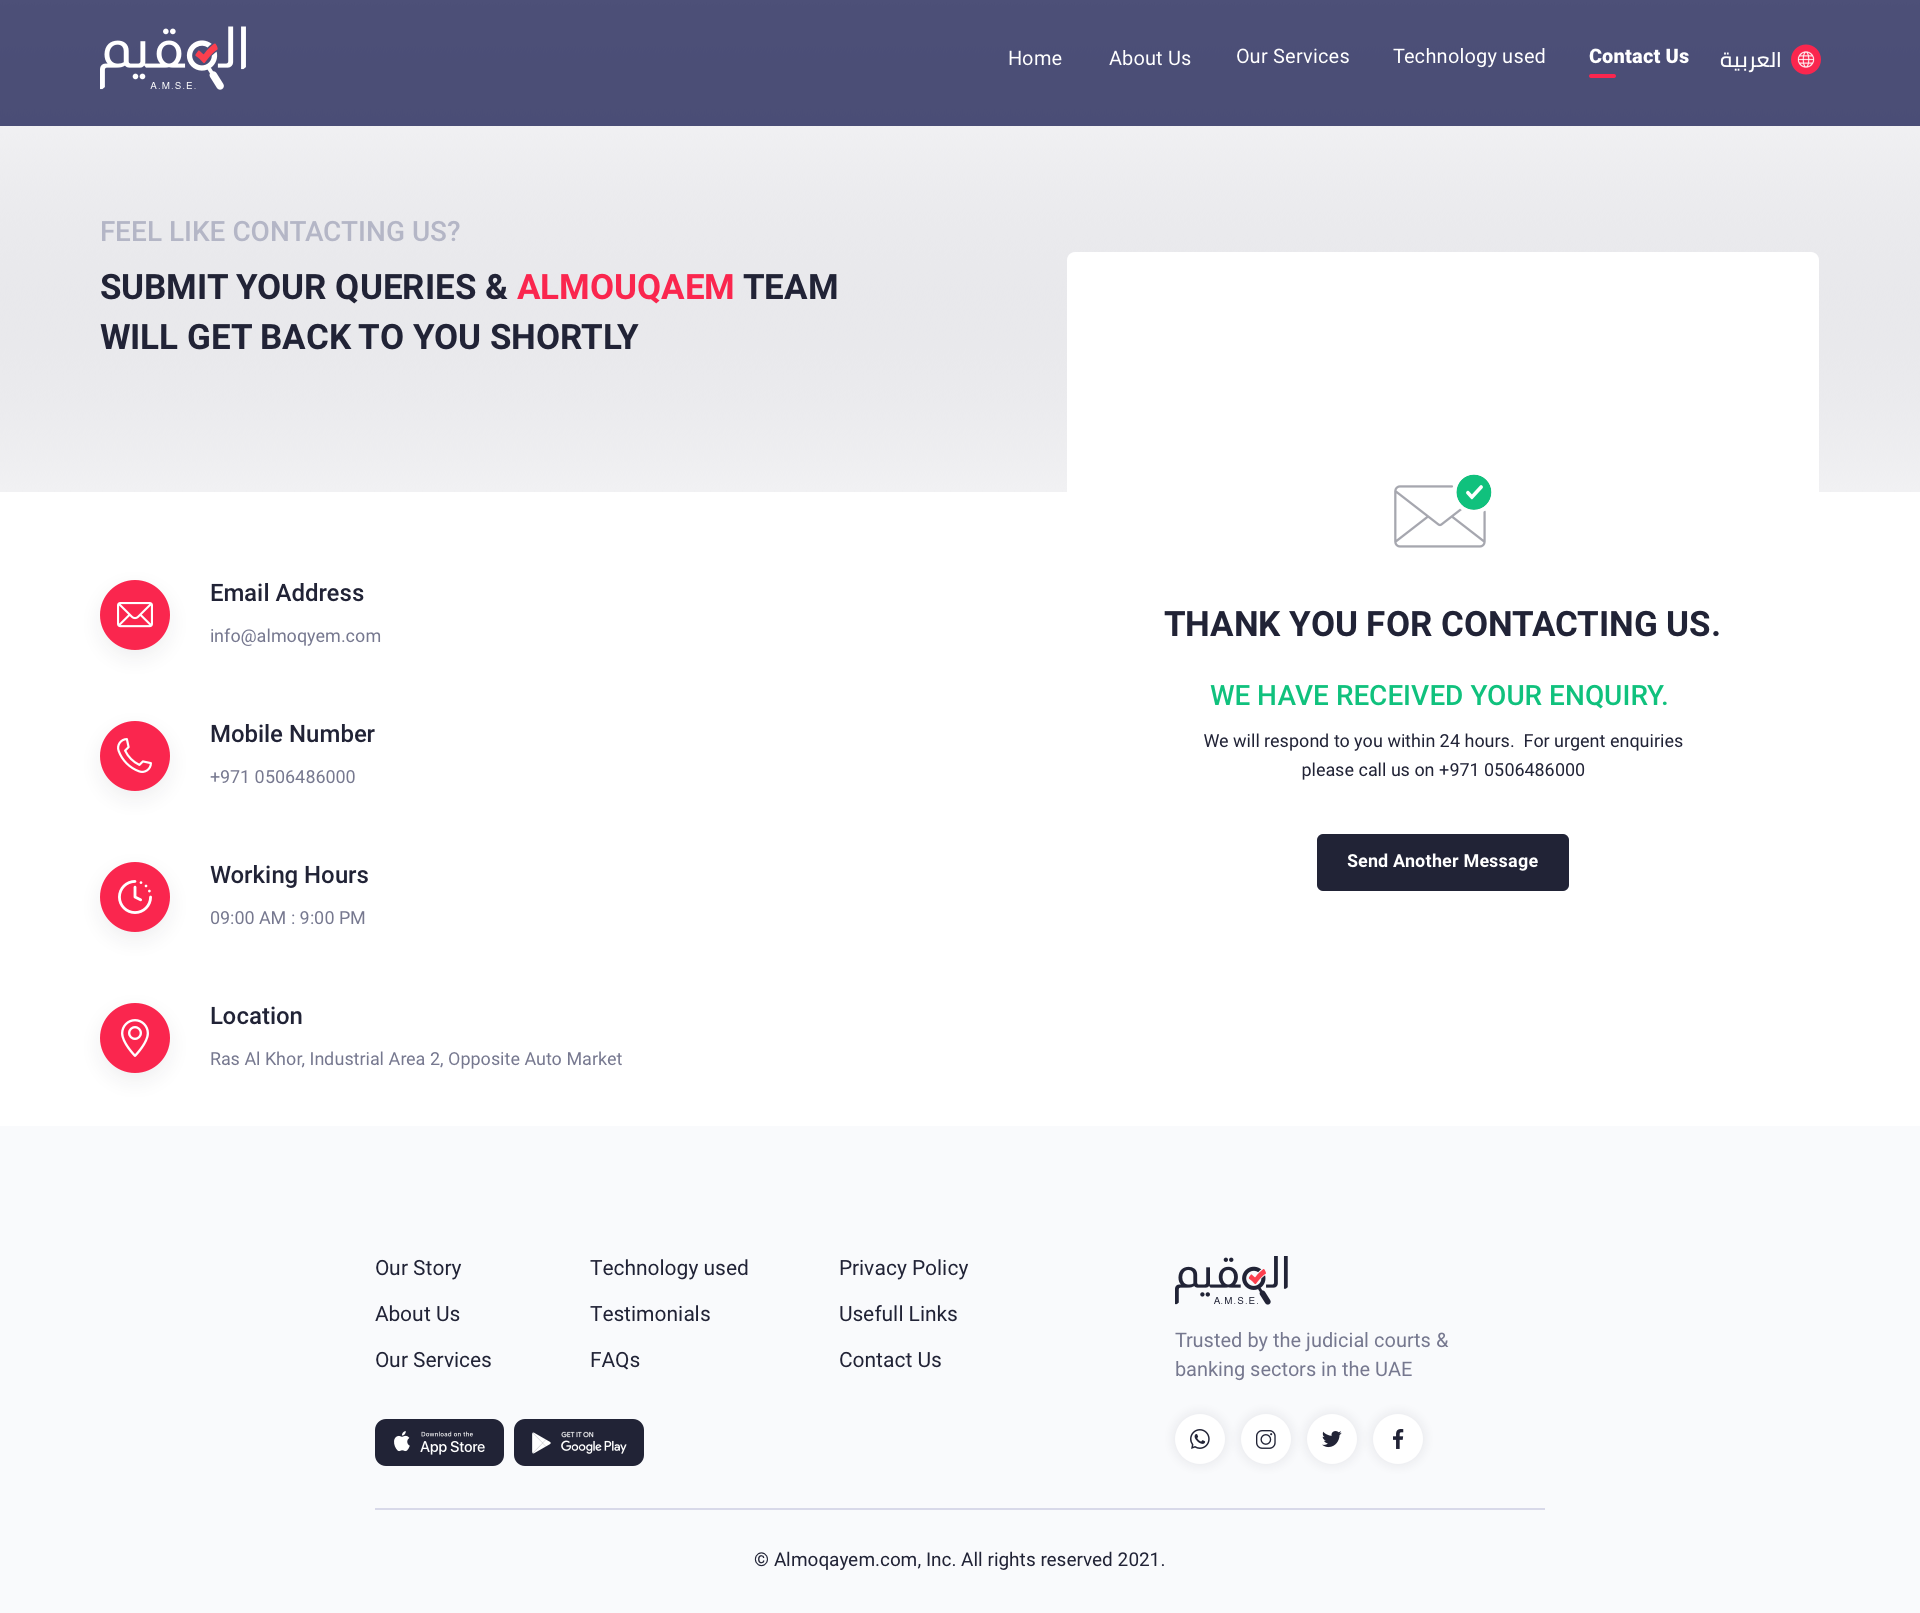 المقيم
A.M.S.E.
Home
About Us
Our Services
Technology used
Contact Us
العربية
FEEL LIKE CONTACTING US?
SUBMIT YOUR QUERIES & ALMOUQAEM TEAM
WILL GET BACK TO YOU SHORTLY
Email Address
info@almoqyem.com
Mobile Number
+971 0506486000
Working Hours
09:00 AM : 9:00 PM
Location
Ras Al Khor, Industrial Area 2, Opposite Auto Market
THANK YOU FOR CONTACTING US.
WE HAVE RECEIVED YOUR ENQUIRY.
We will respond to you within 24 hours.  For urgent enquiries
please call us on +971 0506486000
Send Another Message
Our Story
About Us
Our Services
Technology used
Testimonials
FAQs
Privacy Policy
Usefull Links
Contact Us
Download on the
App Store
GET IT ON
Google Play
المقيم
A.M.S.E.
Trusted by the judicial courts &
banking sectors in the UAE
© Almoqayem.com, Inc. All rights reserved 2021.